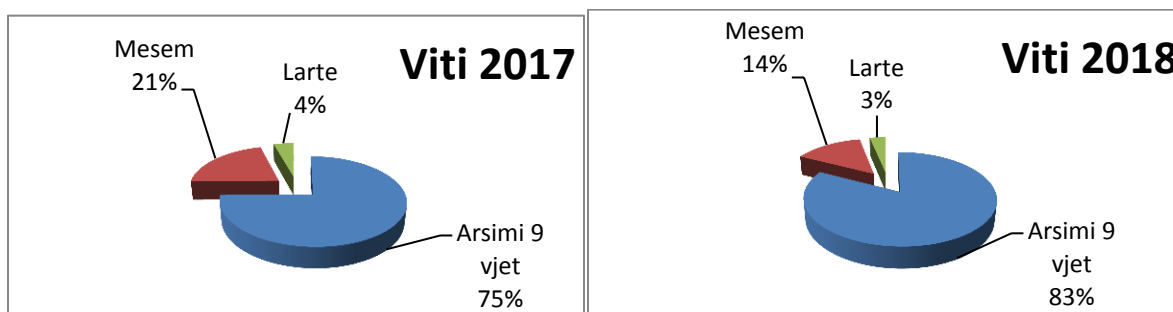 Viti 2017
Mesem
21%
Larte
4%
Arsimi 9
vjet
75%
Viti 2018
Mesem
14%
Larte
3%
Arsimi 9
vjet
83%